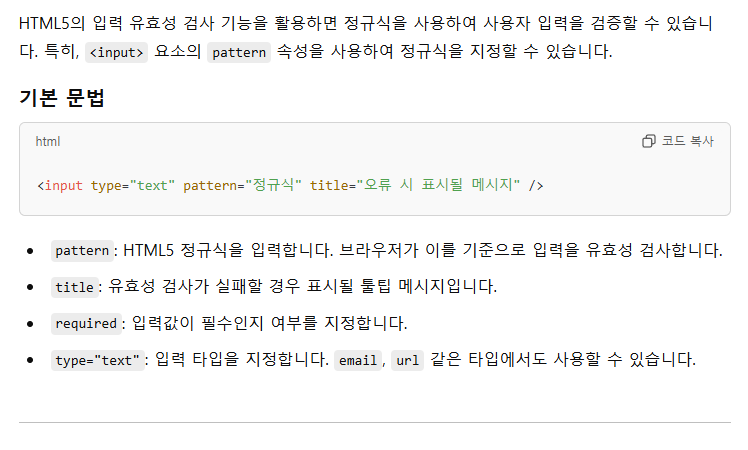 HTML5의 입력 유효성 검사 기능을 활용하면 정규식을 사용하여 사용자 입력을 검증할 수 있습니
다. 특히, <input> 요소의 pattern 속성을 사용하여 정규식을 지정할 수 있습니다.
기본 문법
html 코드 복사
<input type="text" pattern="정규식" title="오류 시 표시될 메시지" />
• pattern: HTML5 정규식을 입력합니다. 브라우저가 이를 기준으로 입력을 유효성 검사합니다.
• title: 유효성 검사가 실패할 경우 표시될 툴팁 메시지입니다.
• required: 입력값이 필수인지 여부를 지정합니다.
• type="text": 입력 타입을 지정합니다. email, url 같은 타입에서도 사용할 수 있습니다.